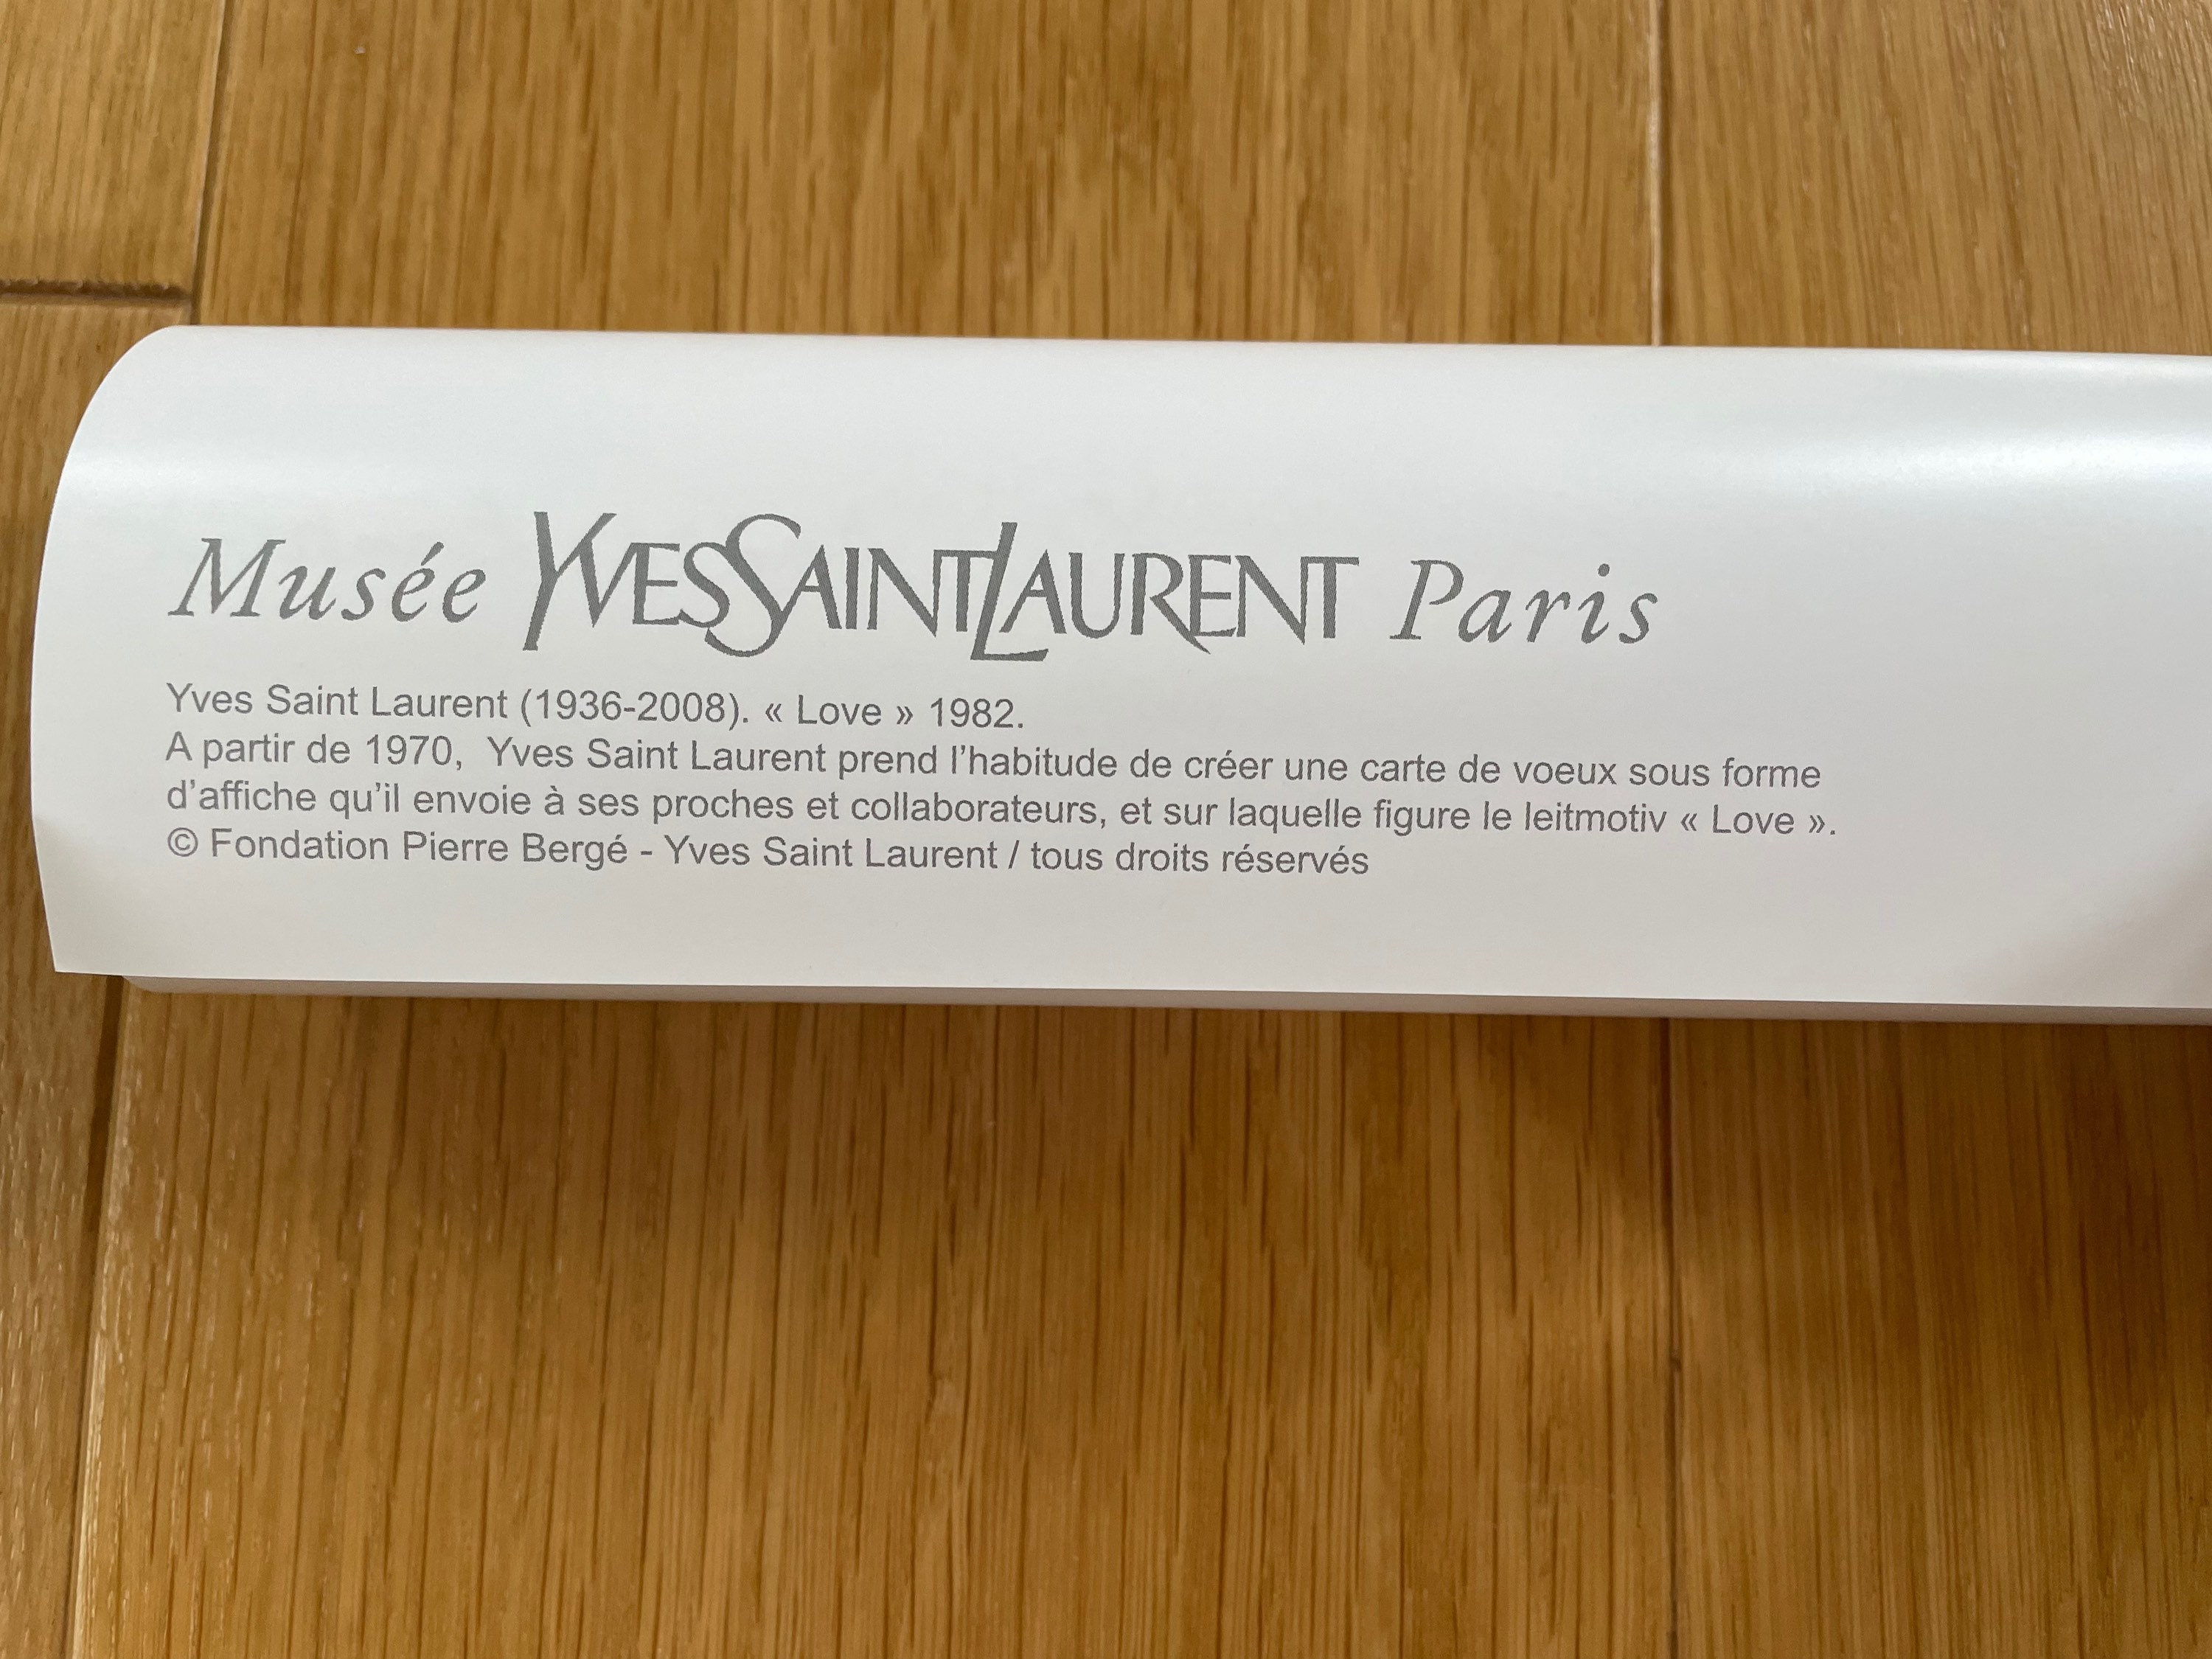 Musée YVESSAINTLAURENT Paris
Yves Saint Laurent (1936-2008). « Love » 1982.
A partir de 1970,  Yves Saint Laurent prend l’habitude de créer une carte de voeux sous forme
d’affiche qu’il envoie à ses proches et collaborateurs, et sur laquelle figure le leitmotiv « Love ».
© Fondation Pierre Bergé - Yves Saint Laurent / tous droits réservés